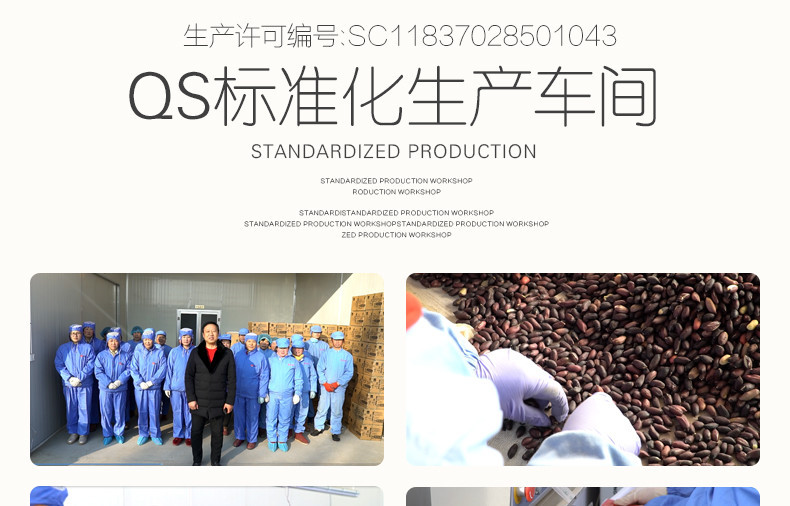 生产许可编号:SC11837028501043
QS标准化生产车间
STANDARDIZED PRODUCTION
STANDARDIZED PRODUCTION WORKSHOP
RODUCTION WORKSHOP
STANDARDISTANDARDIZED PRODUCTION WORKSHOP
STANDARDIZED PRODUCTION WORKSHOPSTANDARDIZED PRODUCTION WORKSHOP
ZED PRODUCTION WORKSHOP